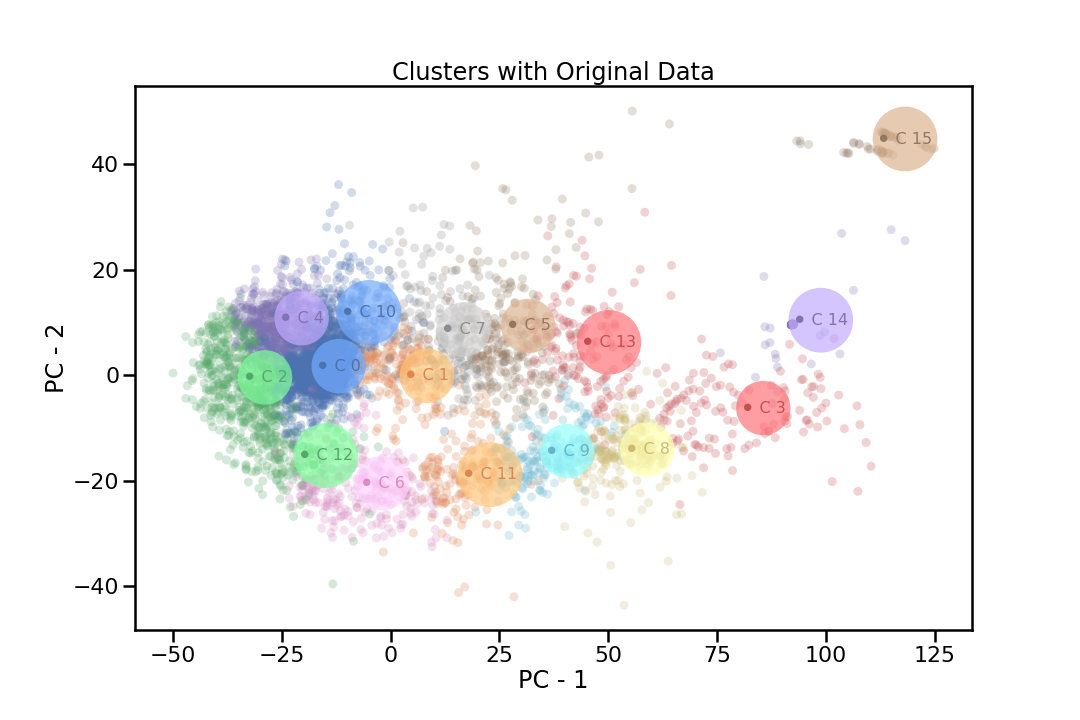 Clusters with Original Data
PC - 2
40
20
0
−20
−40
C 15
C 14
C 4
C 10
C 7
C 5
C 13
C 0
C 2
C 1
C 3
C 12
C 6
C 11
C 9
C 8
−50
−25
0
25
50
75
100
125
PC - 1